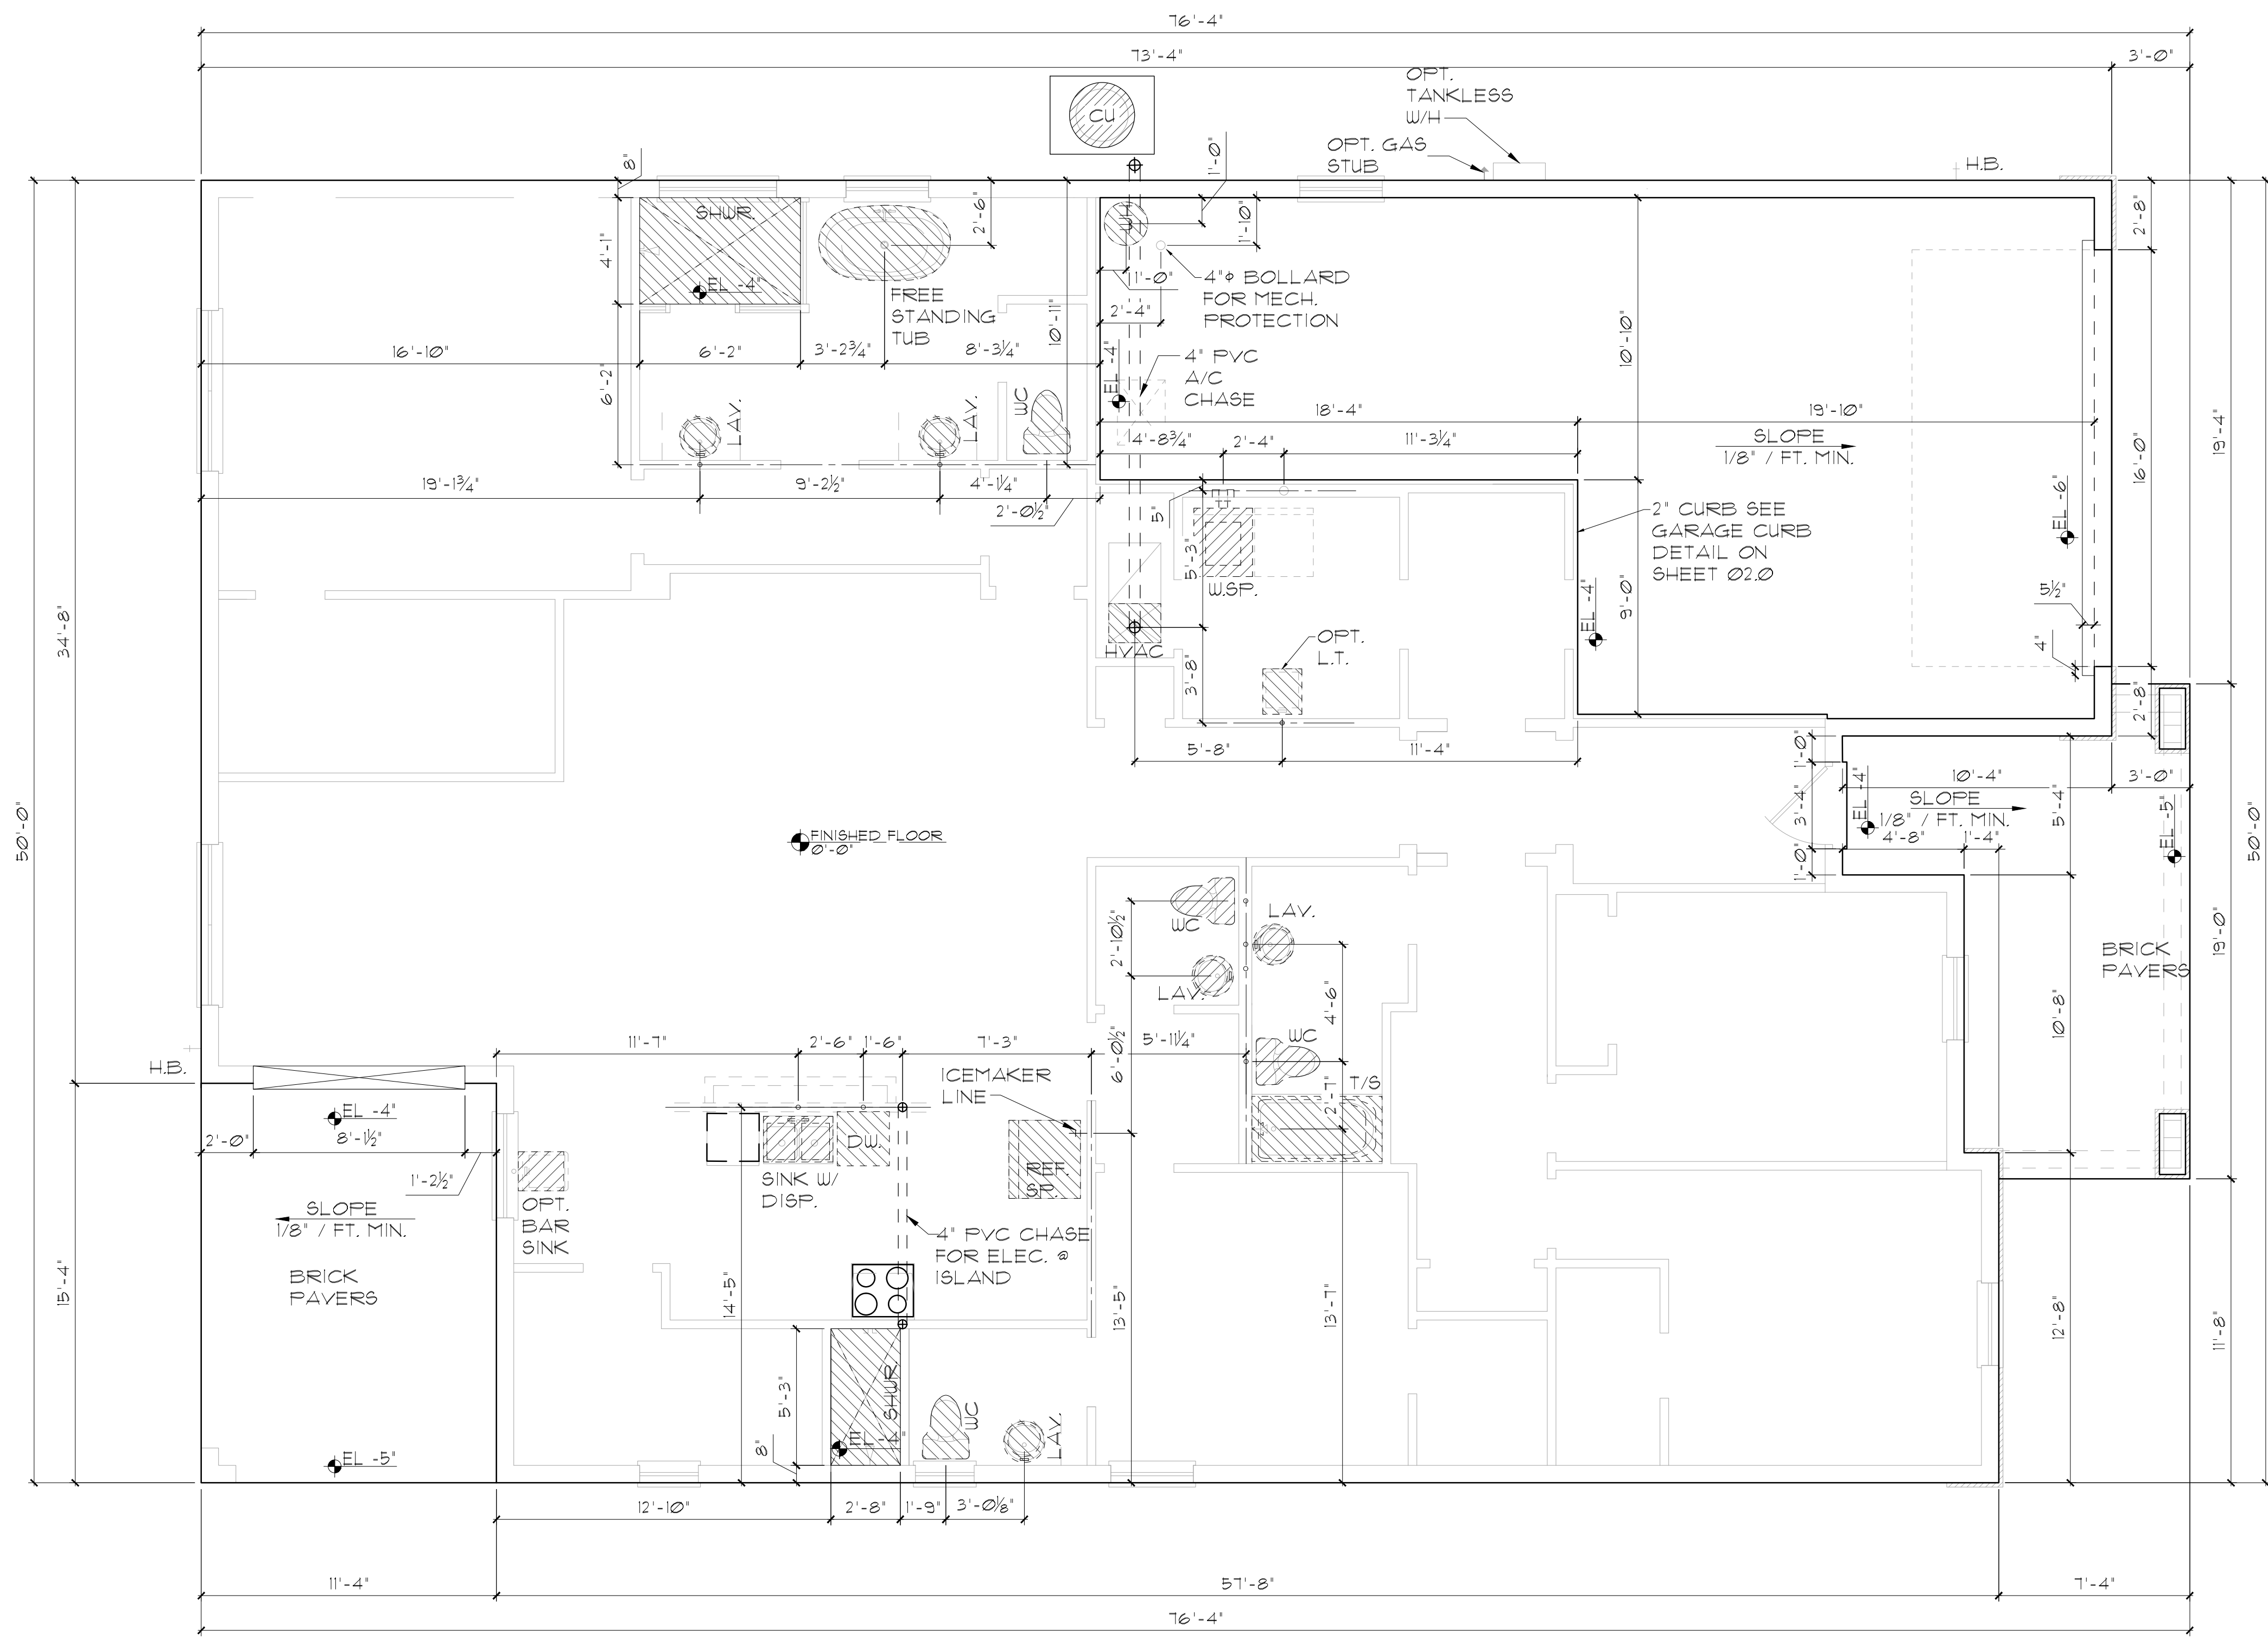 76'-4"
73'-4"
3'-0"
OPT.
TANKLESS
W/H
OPT. GAS
STUB
H.B.
CU
8"
1'-0"
SHWR.
2'-6"
WH
1'-10"
2'-8"
4'-1"
EL -4"
FREE
STANDING
TUB
10'-11"
1'-0"
2'-4"
4"ϕ BOLLARD
FOR MECH.
PROTECTION
10'-10"
19'-4"
16'-0"
16'-10"
6'-2"
3'-2¾"
8'-3¼"
EL -4"
4" PVC
A/C
CHASE
6'-2"
LAV.
LAV.
WC
18'-4"
19'-10"
4'-8¾"
2'-4"
11'-3¼"
SLOPE
1/8" / FT. MIN.
19'-1¾"
9'-2½"
4'-1¼"
2'-0½"
5"
EL -6"
2" CURB SEE
GARAGE CURB
DETAIL ON
SHEET 02.0
5'-3"
W.SP.
9'-0"
EL -4"
5½"
4"
OPT.
L.T.
HVAC
3'-8"
34'-8"
2'-8"
5'-8"
11'-4"
1'-0"
10'-4"
3'-0"
3'-4"
EL -4"
SLOPE
1/8" / FT. MIN.
4'-8"
1'-4"
5'-4"
EL -5"
1'-0"
50'-0"
50'-0"
FINISHED FLOOR
0'-0"
WC
LAV.
2'-10½"
LAV.
BRICK
PAVERS
19'-0"
4'-6"
10'-8"
WC
11'-7"
2'-6"
1'-6"
7'-3"
6'-0½"
5'-11¼"
H.B.
ICEMAKER
LINE
T/S
2'-7"
EL -4"
2'-0"
8'-1½"
1'-2½"
DW.
REF.
SP.
SINK W/
DISP.
OPT.
BAR
SINK
SLOPE
1/8" / FT. MIN.
4" PVC CHASE
FOR ELEC. @
ISLAND
BRICK
PAVERS
15'-4"
14'-5"
13'-5"
13'-7"
12'-8"
11'-8"
5'-3"
SHWR
WC
LAV.
EL -4"
8"
EL -5"
12'-10"
2'-8"
1'-9"
3'-0⅛"
11'-4"
57'-8"
7'-4"
76'-4"